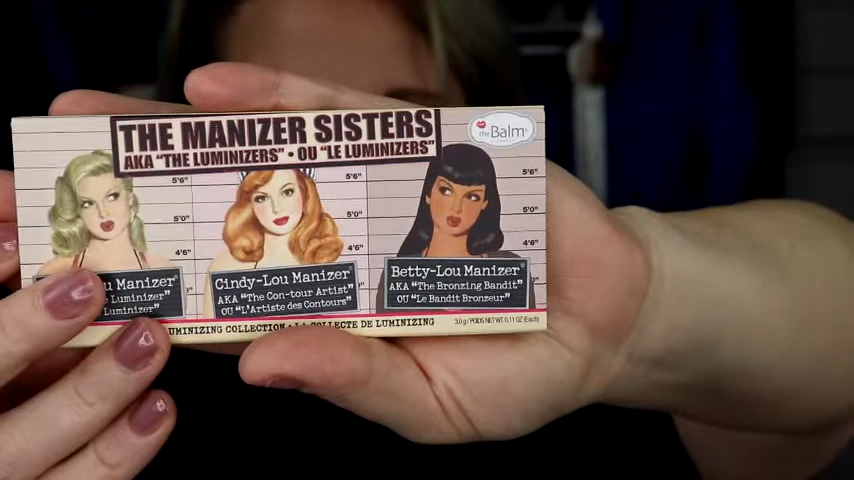 THE MANIZER SISTERS
AKA "THE LUMINIZERS" • OU "LE LUMINIZERS"
theBalm
5'6"
5'0"
4'6"
5'6"
5'0"
4'6"
5'6"
5'0"
4'6"
u Manizer
Luminizer"
Luminizer"
Cindy-Lou Manizer
AKA "The Con-tour Artist"
OU "L'Artiste des Contours"
Betty-Lou Manizer
AKA "The Bronzing Bandit"
OU "Le Bandit Bronzeur"
UMINIZING COLLECTION • LA COLLECTE DE LUMINIZING
3.0 g / POIDS NET WT. 0.11 OZ (Each)